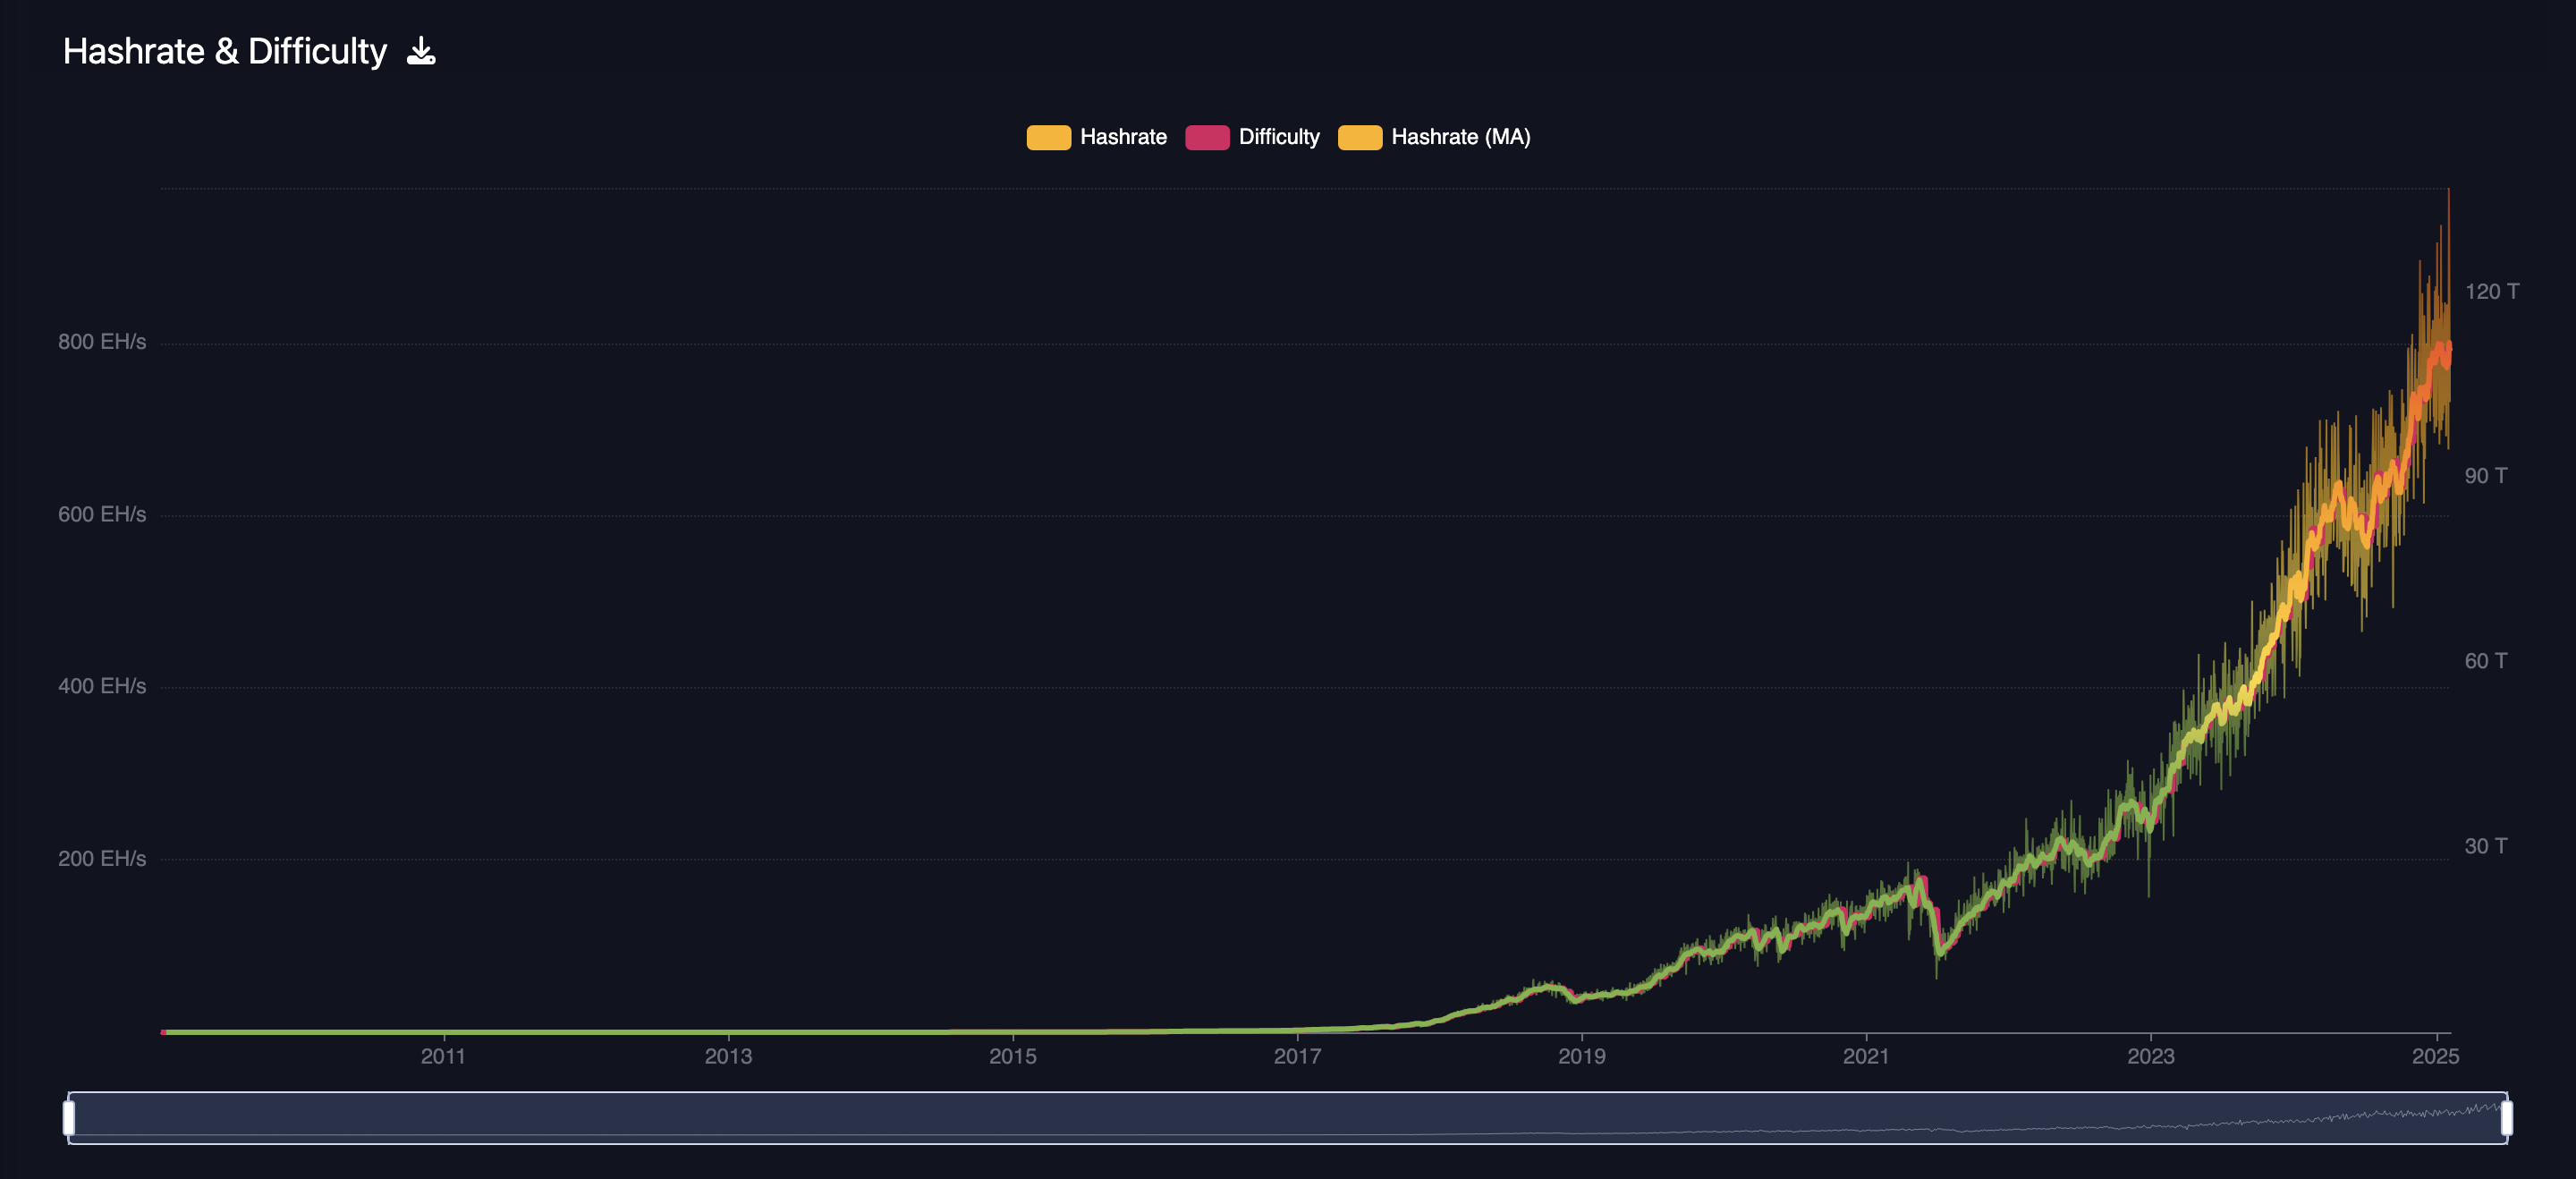 Hashrate & Difficulty
Hashrate Difficulty Hashrate (MA)
120 T
800 EH/s
90 T
600 EH/s
60 T
400 EH/s
30 T
200 EH/s
2011 2013 2015 2017 2019 2021 2023 2025